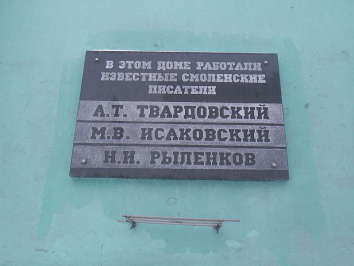 В ЭТОМ ДОМЕ РАБОТАЛИ
ИЗВЕСТНЫЕ СМОЛЕНСКИЕ
ПИСАТЕЛИ
А.Т. ТВАРДОВСКИЙ
М.В. ИСАКОВСКИЙ
Н.И. РЫЛЕНКОВ